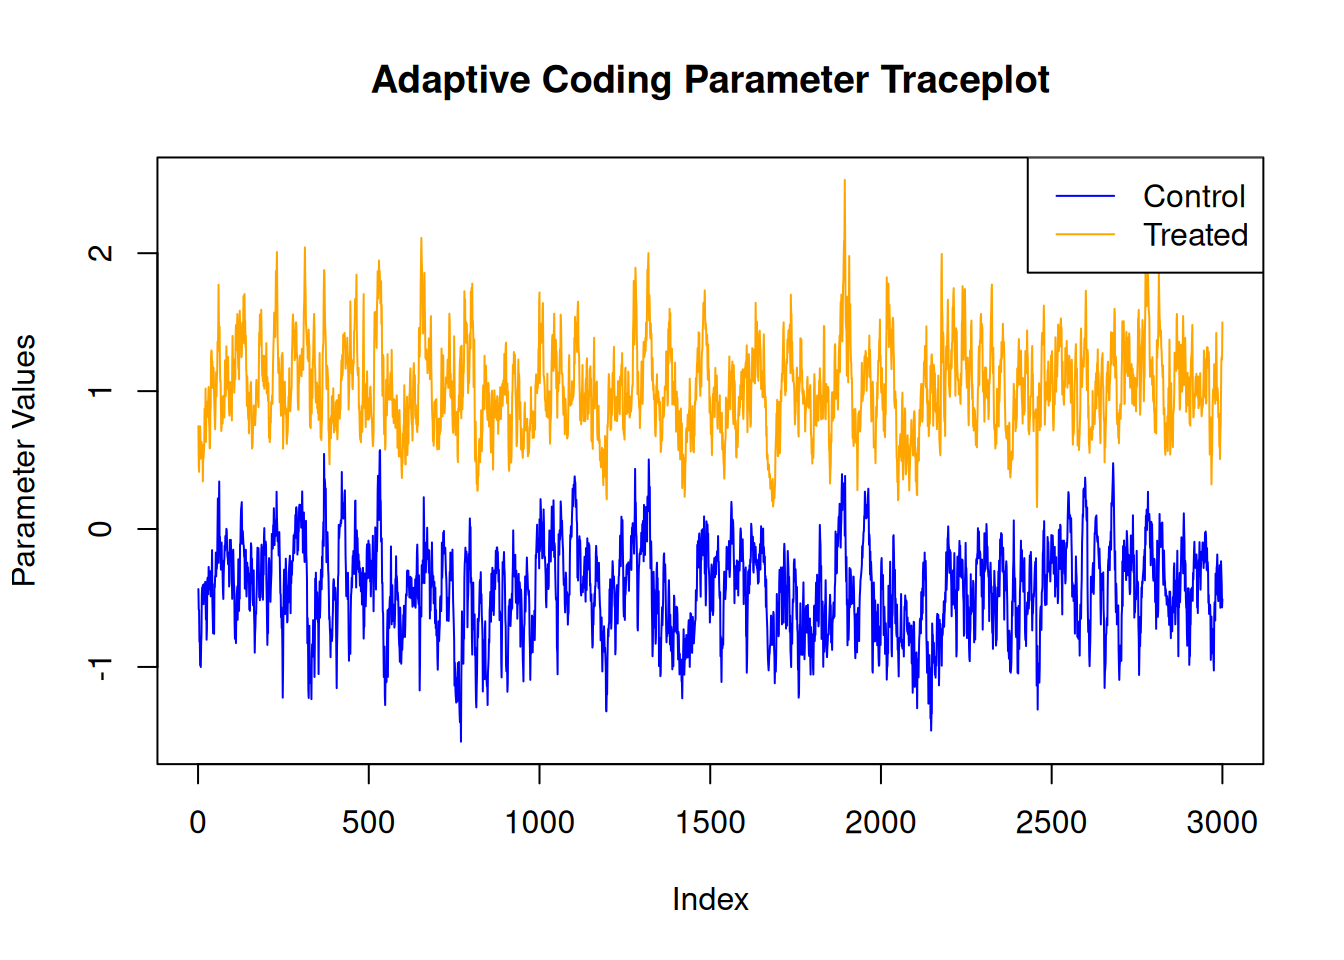 Adaptive Coding Parameter Traceplot
Control
Treated
Parameter Values
2
1
0
-1
0 500 1000 1500 2000 2500 3000
Index